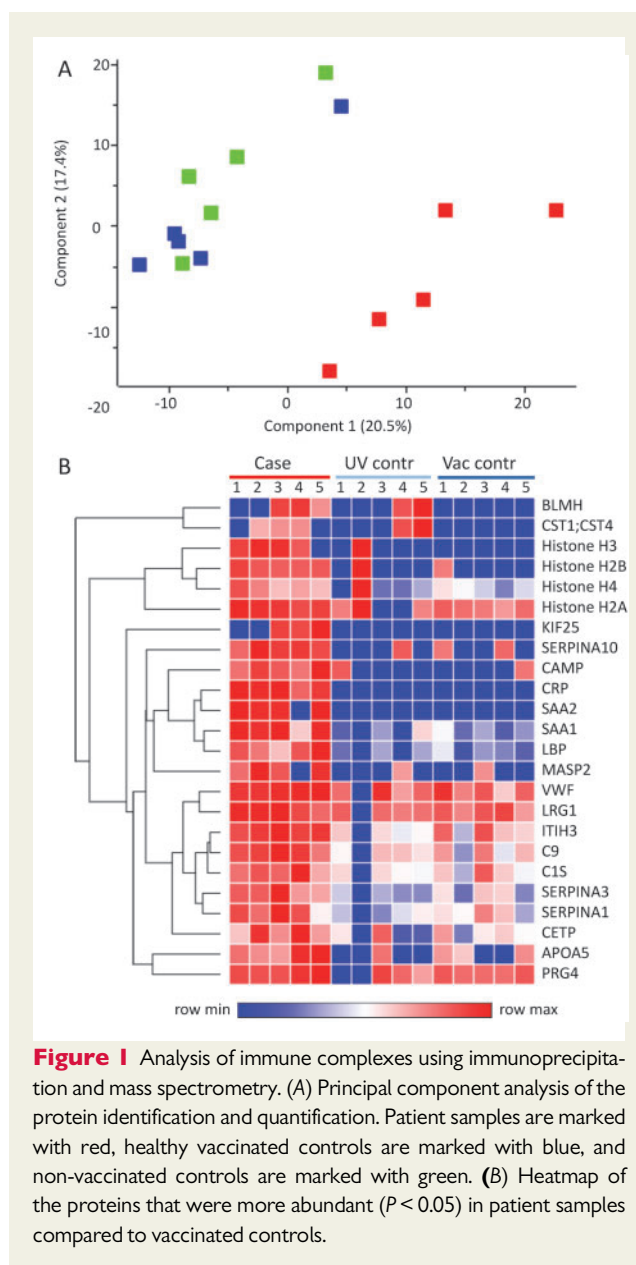 A
20
10
0
-10
-20
Component 2 (17.4%)
-10 0 10 20
Component 1 (20.5%)
B
Case UV contr Vac contr
1 2 3 4 5 1 2 3 4 5 1 2 3 4 5
BLMH
CST1;CST4
Histone H3
Histone H2B
Histone H4
Histone H2A
KIF25
SERPINA10
CAMP
CRP
SAA2
SAA1
LBP
MASP2
VWF
LRG1
ITIH3
C9
C1S
SERPINA3
SERPINA1
CETP
APOA5
PRG4
row min row max
Figure 1 Analysis of immune complexes using immunoprecipita-
tion and mass spectrometry. (A) Principal component analysis of the
protein identification and quantification. Patient samples are marked
with red, healthy vaccinated controls are marked with blue, and
non-vaccinated controls are marked with green. (B) Heatmap of
the proteins that were more abundant (P < 0.05) in patient samples
compared to vaccinated controls.